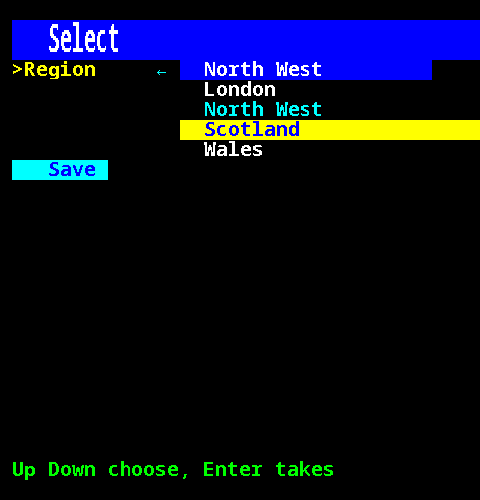 Select
>Region ← North West
London
North West
Scotland
Wales
Save
Up Down choose, Enter takes